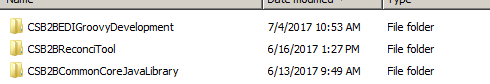 Name
Date modified
Type
CSB2BEDIGroovyDevelopment 7/4/2017 10:53 AM File folder
CSB2BReconciTool 6/16/2017 1:27 PM File folder
CSB2BCommonCoreJavaLibrary 6/13/2017 9:49 AM File folder